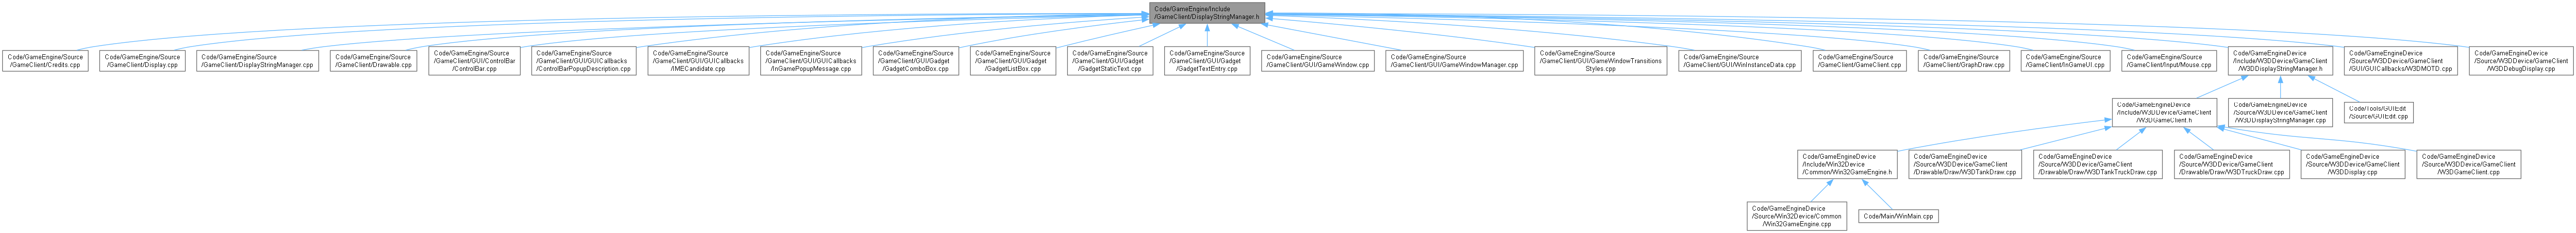 Code/GameEngine/Include
/GameClient/DisplayStringManager.h
Code/GameEngine/Source
/GameClient/Credits.cpp
Code/GameEngine/Source
/GameClient/Display.cpp
Code/GameEngine/Source
/GameClient/DisplayStringManager.cpp
Code/GameEngine/Source
/GameClient/Drawable.cpp
Code/GameEngine/Source
/GameClient/GUI/ControlBar
/ControlBar.cpp
Code/GameEngine/Source
/GameClient/GUI/GUICallbacks
/ControlBarPopupDescription.cpp
Code/GameEngine/Source
/GameClient/GUI/GUICallbacks
/IMECandidate.cpp
Code/GameEngine/Source
/GameClient/GUI/GUICallbacks
/InGamePopupMessage.cpp
Code/GameEngine/Source
/GameClient/GUI/Gadget
/GadgetComboBox.cpp
Code/GameEngine/Source
/GameClient/GUI/Gadget
/GadgetListBox.cpp
Code/GameEngine/Source
/GameClient/GUI/Gadget
/GadgetStaticText.cpp
Code/GameEngine/Source
/GameClient/GUI/Gadget
/GadgetTextEntry.cpp
Code/GameEngine/Source
/GameClient/GUI/GameWindow.cpp
Code/GameEngine/Source
/GameClient/GUI/GameWindowManager.cpp
Code/GameEngine/Source
/GameClient/GUI/GameWindowTransitions
Styles.cpp
Code/GameEngine/Source
/GameClient/GUI/WinInstanceData.cpp
Code/GameEngine/Source
/GameClient/GameClient.cpp
Code/GameEngine/Source
/GameClient/GraphDraw.cpp
Code/GameEngine/Source
/GameClient/InGameUI.cpp
Code/GameEngine/Source
/GameClient/Input/Mouse.cpp
Code/GameEngineDevice
/Include/W3DDevice/GameClient
/W3DDisplayStringManager.h
Code/GameEngineDevice
/Source/W3DDevice/GameClient
/GUI/GUICallbacks/W3DMOTD.cpp
Code/GameEngineDevice
/Source/W3DDevice/GameClient
/W3DDebugDisplay.cpp
Code/GameEngineDevice
/Include/W3DDevice/GameClient
/W3DGameClient.h
Code/GameEngineDevice
/Source/W3DDevice/GameClient
/W3DDisplayStringManager.cpp
Code/Tools/GUIEdit
/Source/GUIEdit.cpp
Code/GameEngineDevice
/Include/Win32Device
/Common/Win32GameEngine.h
Code/GameEngineDevice
/Source/W3DDevice/GameClient
/Drawable/Draw/W3DTankDraw.cpp
Code/GameEngineDevice
/Source/W3DDevice/GameClient
/Drawable/Draw/W3DTankTruckDraw.cpp
Code/GameEngineDevice
/Source/W3DDevice/GameClient
/Drawable/Draw/W3DTruckDraw.cpp
Code/GameEngineDevice
/Source/W3DDevice/GameClient
/W3DDisplay.cpp
Code/GameEngineDevice
/Source/W3DDevice/GameClient
/W3DGameClient.cpp
Code/GameEngineDevice
/Source/Win32Device/Common
/Win32GameEngine.cpp
Code/Main/WinMain.cpp